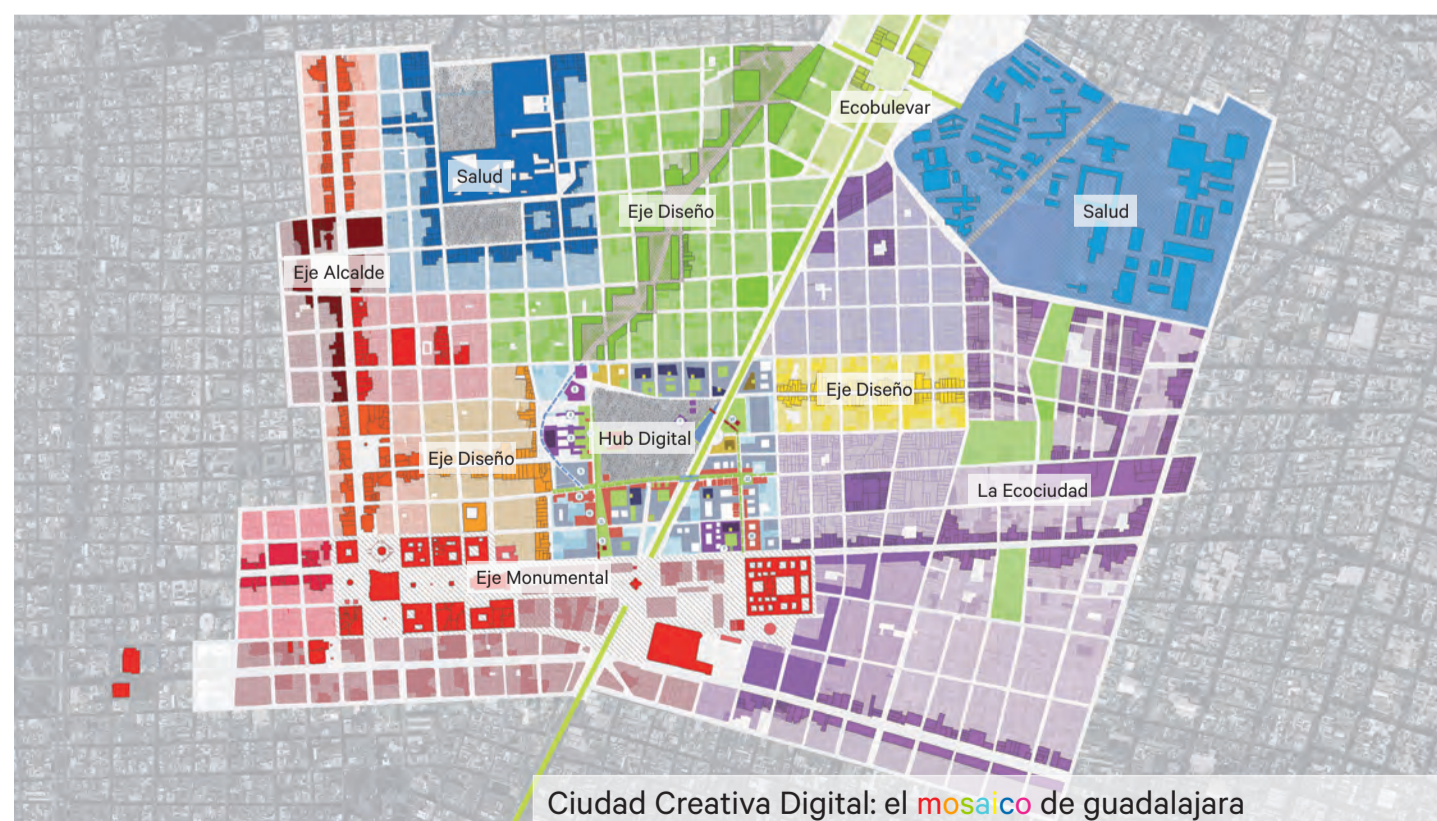 Ecobulevar
Salud
Eje Diseño
Salud
Eje Alcalde
Eje Diseño
Hub Digital
Eje Diseño
La Ecociudad
Eje Monumental
Ciudad Creativa Digital: el mosaico de guadalajara